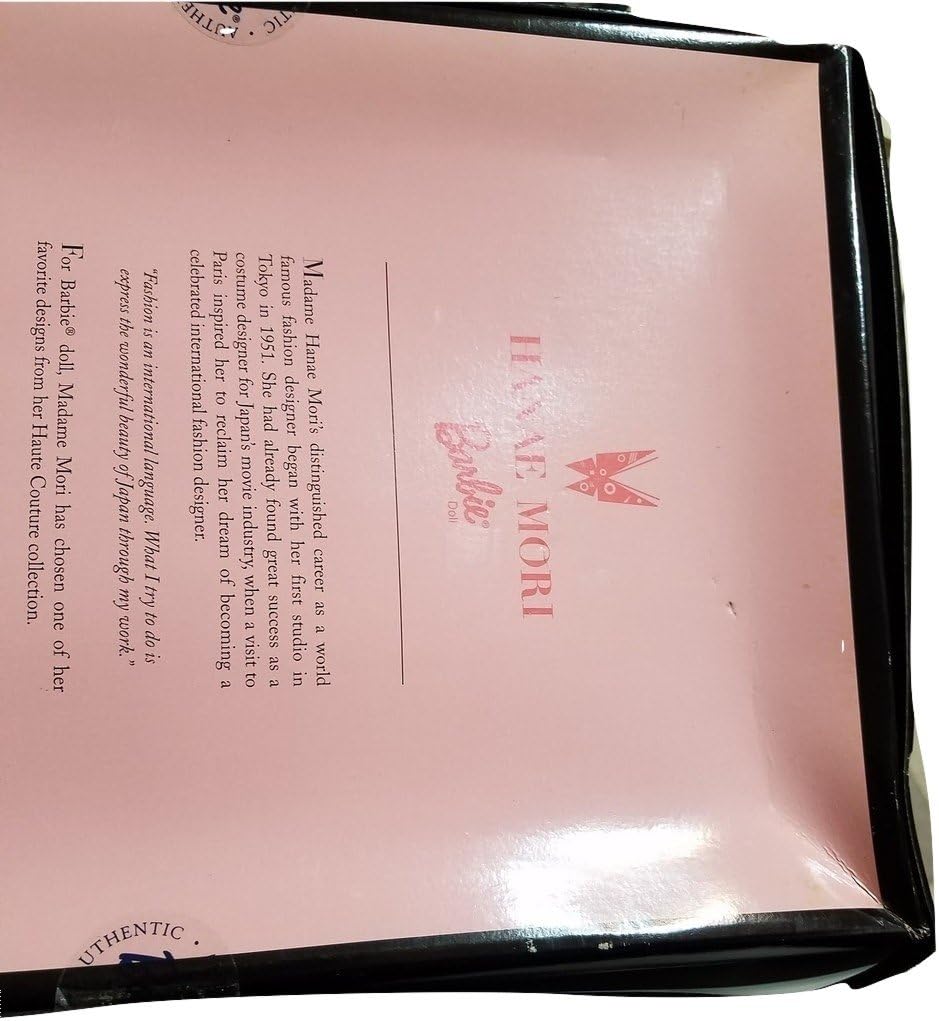 HANAE MORI
Barbie®
Doll
Madame Hanae Mori's distinguished career as a world
famous fashion designer began with her first studio in
Tokyo in 1951. She had already found great success as a
costume designer for Japan's movie industry, when a visit to
Paris inspired her to reclaim her dream of becoming a
celebrated international fashion designer.
"Fashion is an international language. What I try to do is
express the wonderful beauty of Japan through my work."
For Barbie® doll, Madame Mori has chosen one of her
favorite designs from her Haute Couture collection.
TIC · AUTHE
UTHENTIC ·